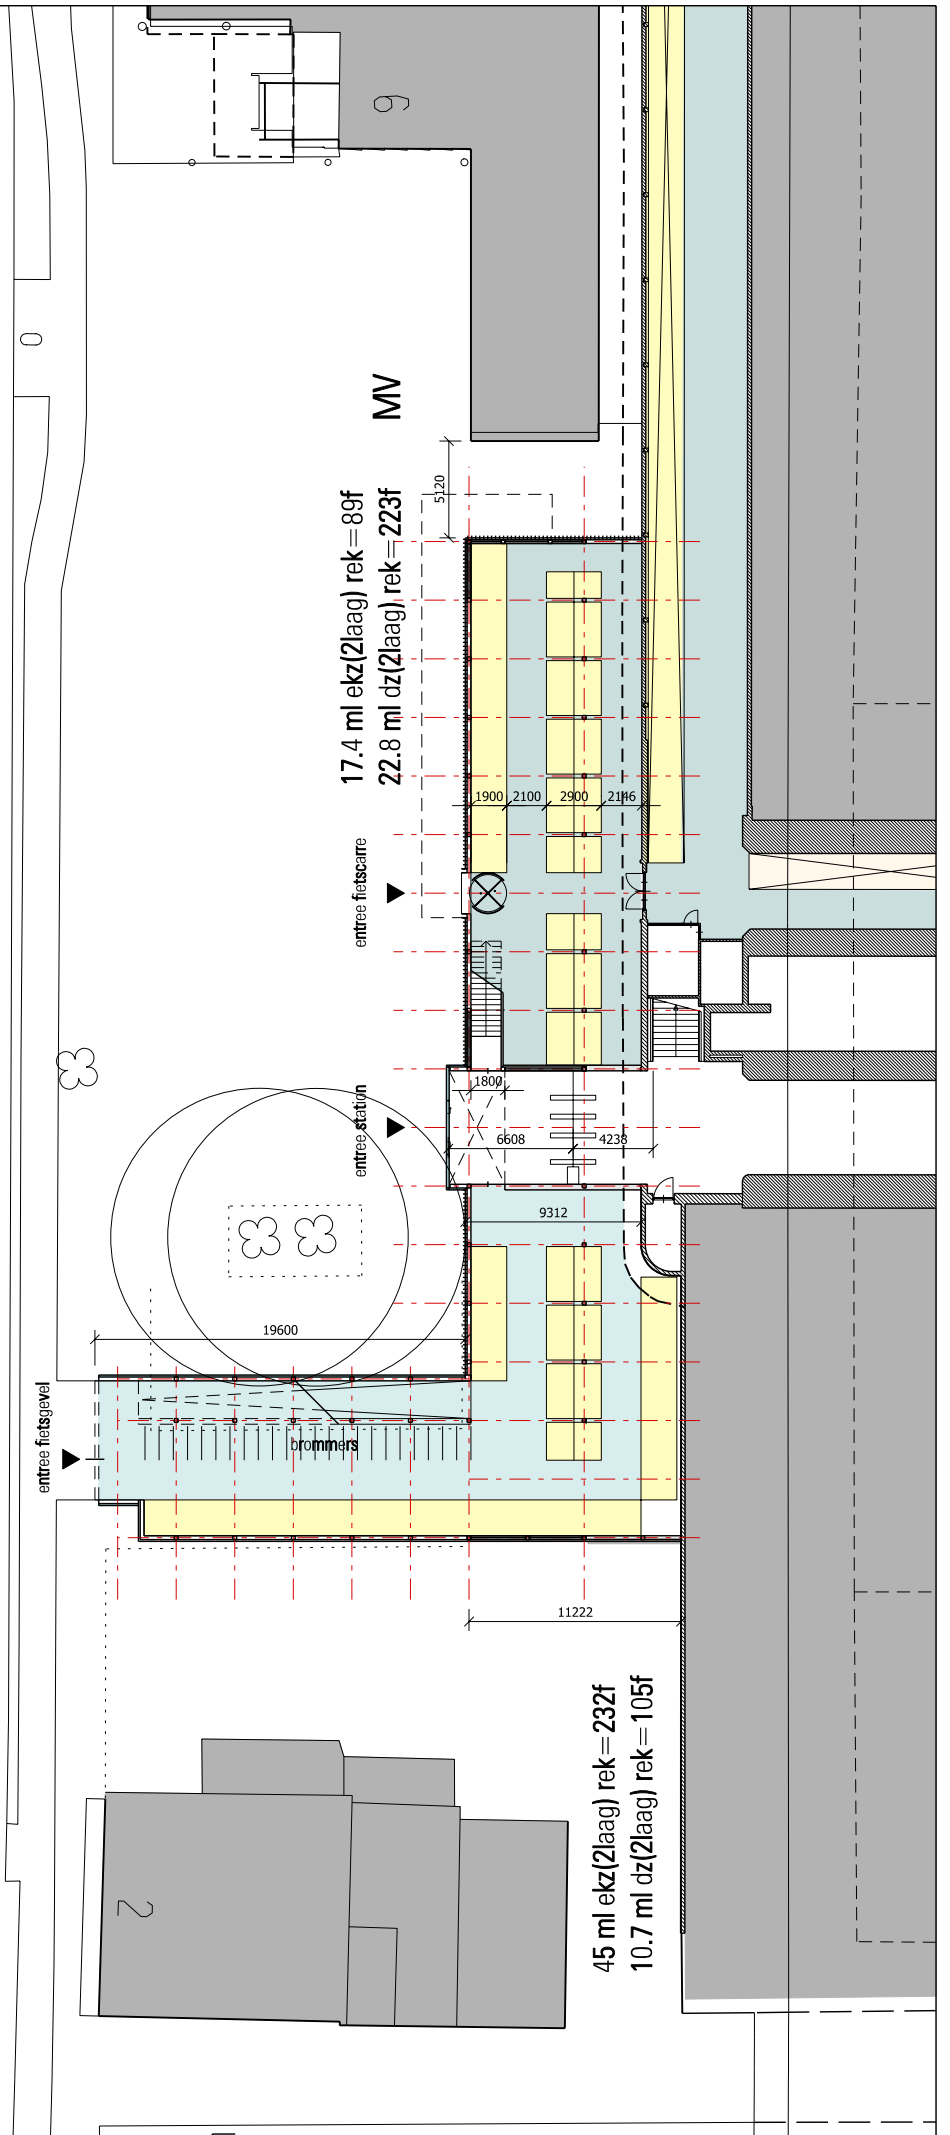 9
0
MV
5120
17.4 ml ekz(2laag) rek=89f
22.8 ml dz(2laag) rek=223f
1900
2100
2900
2146
entree fietscarre
entree station
1800
6608
4238
9312
19600
entree fietsgevel
brommers
11222
45 ml ekz(2laag) rek=232f
10.7 ml dz(2laag) rek=105f
2